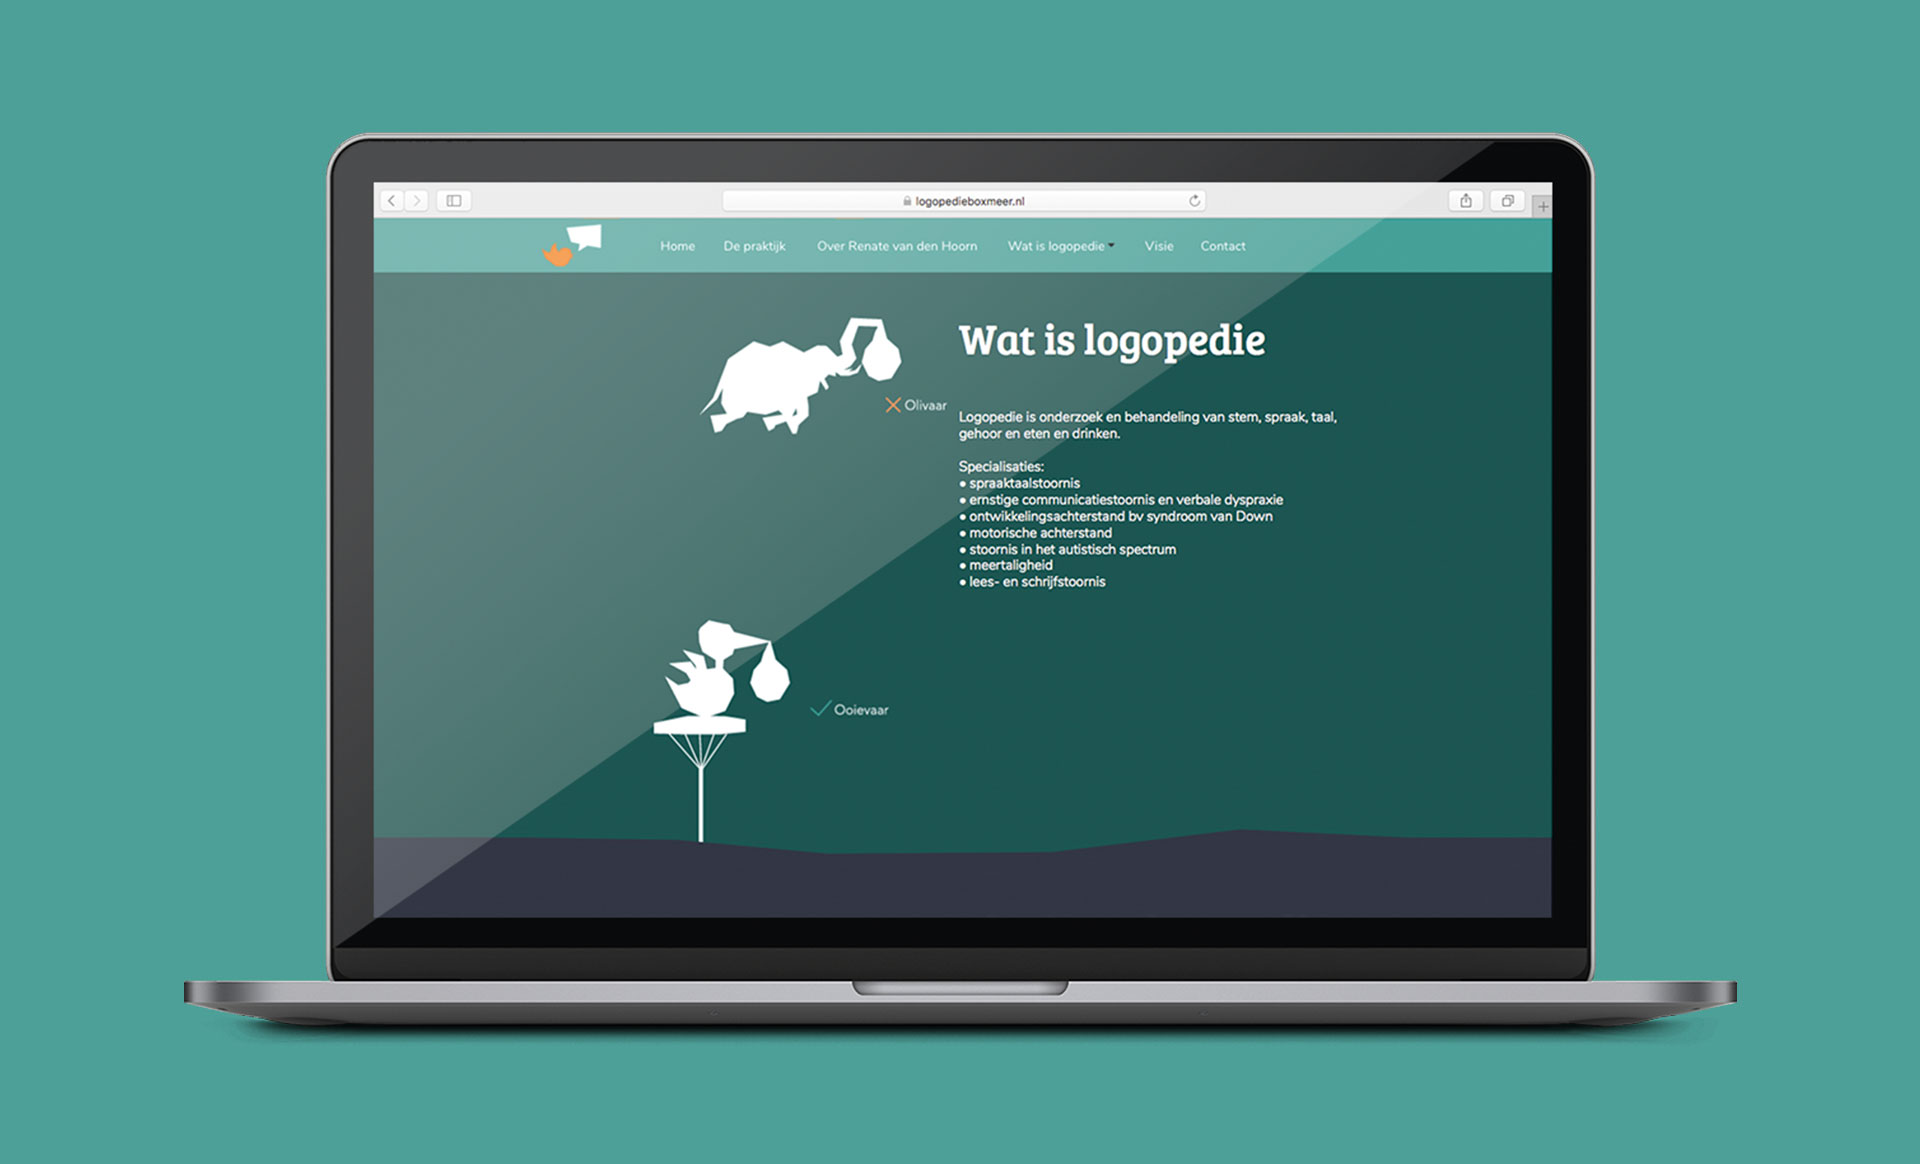 logopedieboxmeer.nl
Home
De praktijk
Over Renate van den Hoorn
Wat is logopedie
Visie
Contact
Wat is logopedie
Olivaar
Logopedie is onderzoek en behandeling van stem, spraak, taal,
gehoor en eten en drinken.
Specialisaties:
• spraaktaalstoornis
• ernstige communicatiestoornis en verbale dyspraxie
• ontwikkelingsachterstand bv syndroom van Down
• motorische achterstand
• stoornis in het autistisch spectrum
• meertaligheid
• lees- en schrijfstoornis
Ooievaar